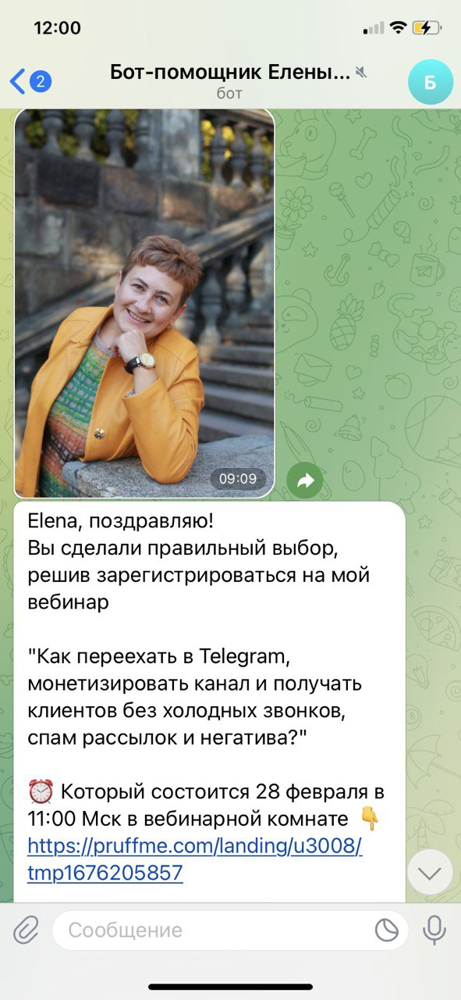 12:00
2
Бот-помощник Елены...
бот
Б
09:09
Elena, поздравляю!
Вы сделали правильный выбор,
решив зарегистрироваться на мой
вебинар
"Как переехать в Telegram,
монетизировать канал и получать
клиентов без холодных звонков,
спам рассылок и негатива?"
⏰ Который состоится 28 февраля в
11:00 Мск в вебинарной комнате 👇
https://pruffme.com/landing/u3008/
tmp1676205857
Сообщение